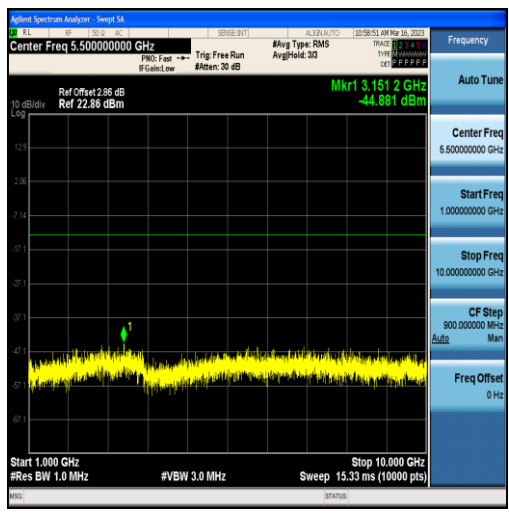 Agilent Spectrum Analyzer - Swept SA
RL RF 50 Ω AC SENSE:INT ALIGN AUTO 10:58:51 AM Mar 16, 2023
Center Freq 5.500000000 GHz
PNO: Fast
IFGain:Low
Trig: Free Run
#Atten: 30 dB
#Avg Type: RMS
Avg|Hold: 3/3
TRACE 1 2 3 4 5 6
TYPE
DET P P P P P P
Ref Offset 2.86 dB
10 dB/div Ref 22.86 dBm
Log
Mkr1 3.151 2 GHz
-44.881 dBm
12.9
2.86
-7.14
-17.1
-27.1
-37.1
1
-47.1
-57.1
-67.1
Start 1.000 GHz Stop 10.000 GHz
#Res BW 1.0 MHz #VBW 3.0 MHz Sweep 15.33 ms (10000 pts)
MSG STATUS
Frequency
Auto Tune
Center Freq
5.500000000 GHz
Start Freq
1.000000000 GHz
Stop Freq
10.000000000 GHz
CF Step
900.000000 MHz
Auto Man
Freq Offset
0 Hz